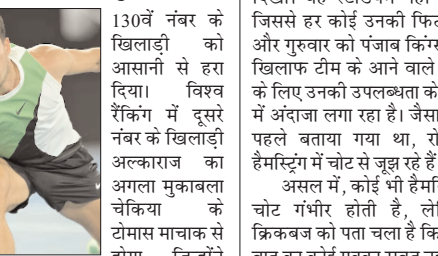 130वें नंबर के
खिलाड़ी को
आसानी से हरा
दिया। विश्व
रैंकिंग में दूसरे
नंबर के खिलाड़ी
अल्काराज का
अगला मुकाबला
चेकिया के
टोमास माचाक से
जिससे हर कोई उनकी
और गुरुवार को पंजाब
खिलाफ टीम के आने वाले
के लिए उनकी उपलब्धता के
में अंदाजा लगा रहा है। जैसा
पहले बताया गया था,
हैमस्ट्रिंग में चोट से जूझ रहे हैं
असल में, कोई भी
चोट गंभीर होती है,
क्रिकबज को पता चला है कि